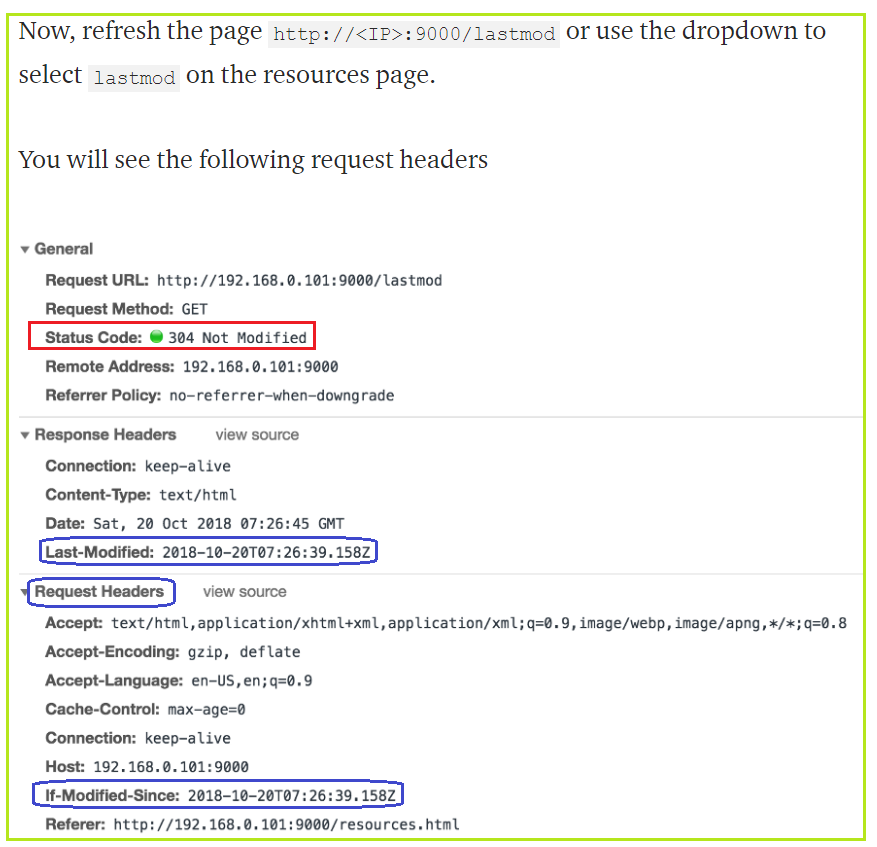 Now, refresh the page http://<IP>:9000/lastmod or use the dropdown to
select lastmod on the resources page.
You will see the following request headers
▼ General
Request URL: http://192.168.0.101:9000/lastmod
Request Method: GET
Status Code: 304 Not Modified
Remote Address: 192.168.0.101:9000
Referrer Policy: no-referrer-when-downgrade
▼ Response Headers view source
Connection: keep-alive
Content-Type: text/html
Date: Sat, 20 Oct 2018 07:26:45 GMT
Last-Modified: 2018-10-20T07:26:39.158Z
▼ Request Headers view source
Accept: text/html,application/xhtml+xml,application/xml;q=0.9,image/webp,image/apng,*/*;q=0.8
Accept-Encoding: gzip, deflate
Accept-Language: en-US,en;q=0.9
Cache-Control: max-age=0
Connection: keep-alive
Host: 192.168.0.101:9000
If-Modified-Since: 2018-10-20T07:26:39.158Z
Referer: http://192.168.0.101:9000/resources.html